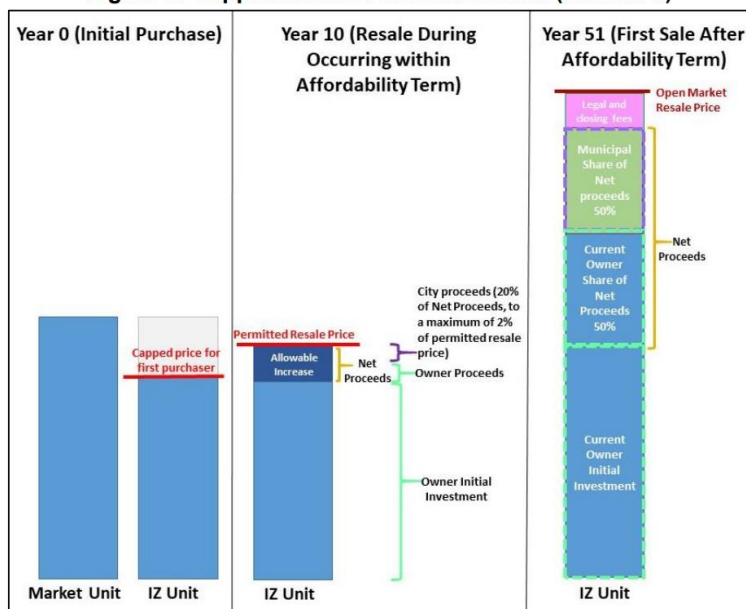 Year 0 (Initial Purchase)
Year 10 (Resale During
Occurring within
Affordability Term)
Year 51 (First Sale After
Affordability Term)
Capped price for
first purchaser
Market Unit
IZ Unit
Permitted Resale Price
Allowable
Increase
Net
Proceeds
City proceeds (20%
of Net Proceeds, to
a maximum of 2%
of permitted resale
price)
Owner Proceeds
Owner Initial
Investment
IZ Unit
Open Market
Resale Price
Legal and
closing fees
Municipal
Share of
Net
proceeds
50%
Current
Owner
Share of
Net
Proceeds
50%
Net
Proceeds
Current
Owner
Initial
Investment
IZ Unit